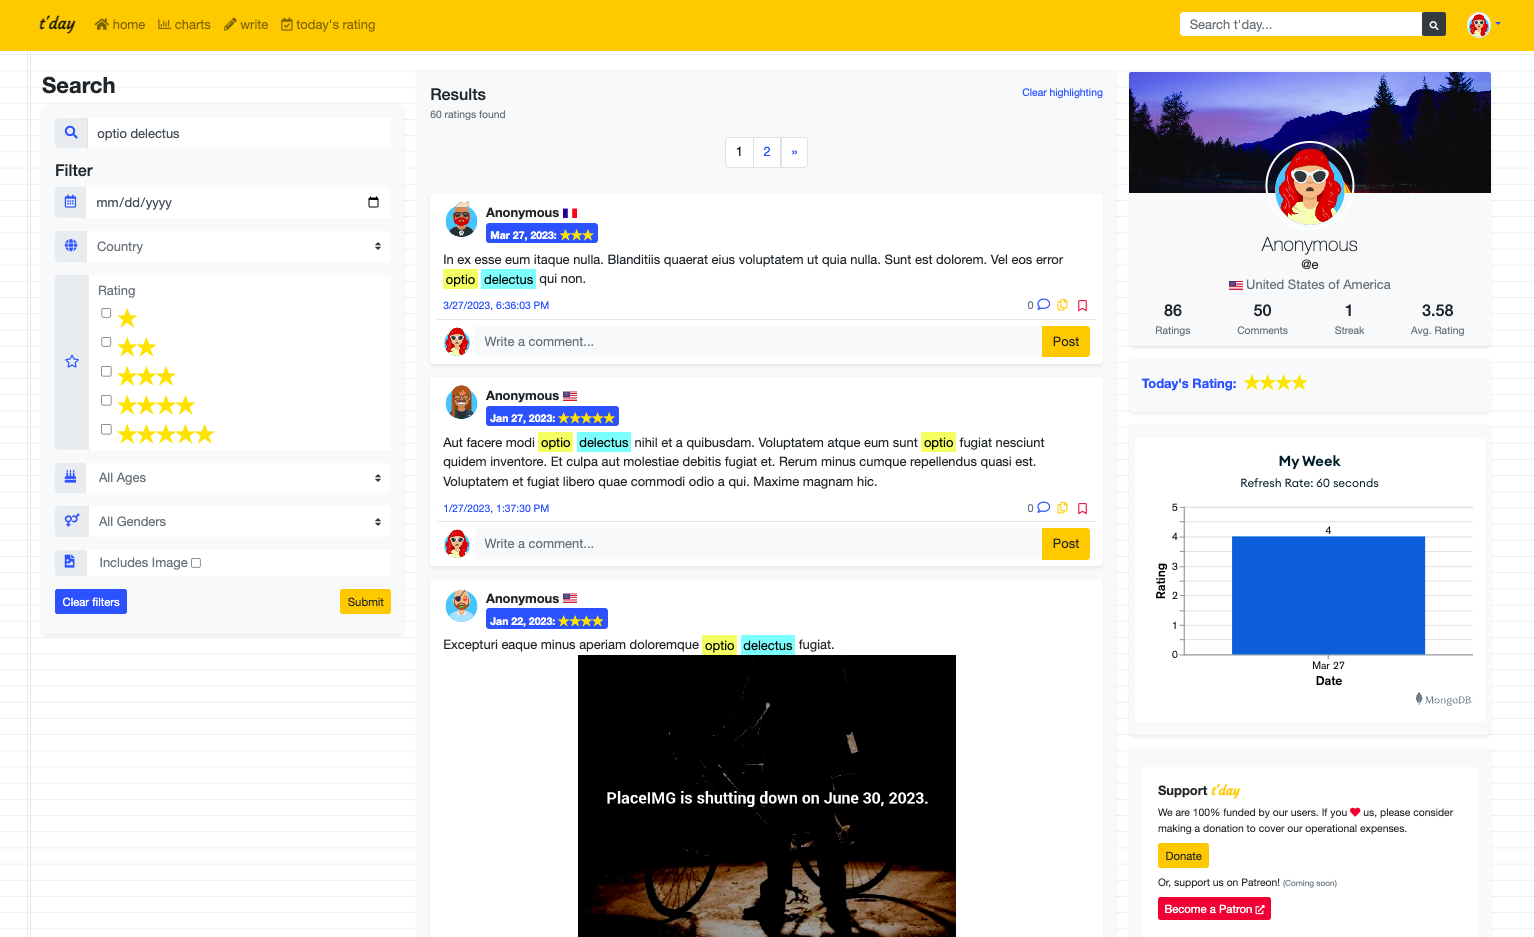 t'day
home
charts
write
today's rating
Search t'day...
Search
optio delectus
Filter
mm/dd/yyyy
Country
Rating
All Ages
All Genders
Includes Image
Clear filters
Submit
Results
Clear highlighting
60 ratings found
1
2
»
Anonymous
Mar 27, 2023: ★★★
In ex esse eum itaque nulla. Blanditiis quaerat eius voluptatem ut quia nulla. Sunt est dolorem. Vel eos error
optio delectus qui non.
3/27/2023, 6:36:03 PM
0
Write a comment...
Post
Anonymous
Jan 27, 2023: ★★★★★
Aut facere modi optio delectus nihil et a quibusdam. Voluptatem atque eum sunt optio fugiat nesciunt
quidem inventore. Et culpa aut molestiae debitis fugiat et. Rerum minus cumque repellendus quasi est.
Voluptatem et fugiat libero quae commodi odio a qui. Maxime magnam hic.
1/27/2023, 1:37:30 PM
0
Write a comment...
Post
Anonymous
Jan 22, 2023: ★★★★
Excepturi eaque minus aperiam doloremque optio delectus fugiat.
PlaceIMG is shutting down on June 30, 2023.
Anonymous
@e
United States of America
86
50
1
3.58
Ratings
Comments
Streak
Avg. Rating
Today's Rating: ★★★★
My Week
Refresh Rate: 60 seconds
5
4
3
2
1
0
Rating
4
Mar 27
Date
MongoDB.
Support t'day
We are 100% funded by our users. If you ♥ us, please consider
making a donation to cover our operational expenses.
Donate
Or, support us on Patreon! (Coming soon)
Become a Patron